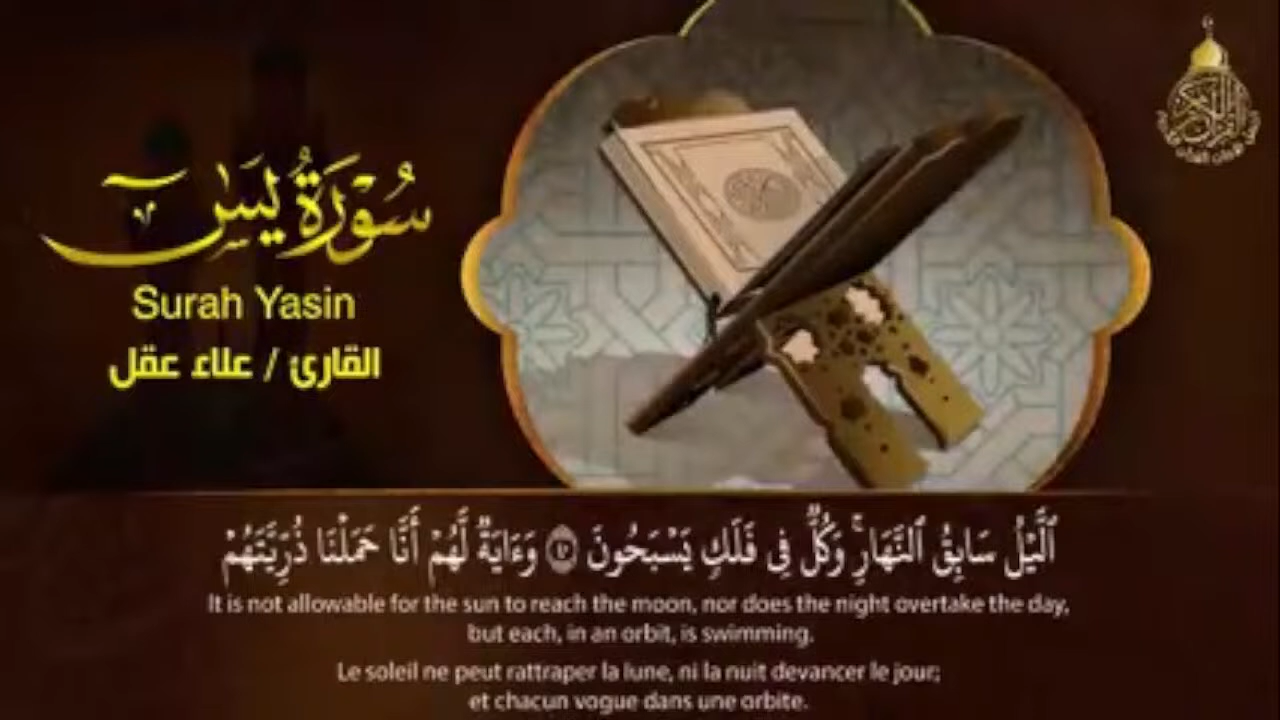 سُورَةُ يسٓ
Surah Yasin
القارئ / علاء عقل
ٱلَّيْلُ سَابِقُ ٱلنَّهَارِۚ وَكُلٌّ فِى فَلَكٍ يَسْبَحُونَ ۝٤٠ وَءَايَةٌ لَّهُمْ أَنَّا حَمَلْنَا ذُرِّيَّتَهُمْ
It is not allowable for the sun to reach the moon, nor does the night overtake the day,
but each, in an orbit, is swimming.
Le soleil ne peut rattraper la lune, ni la nuit devancer le jour;
et chacun vogue dans une orbite.